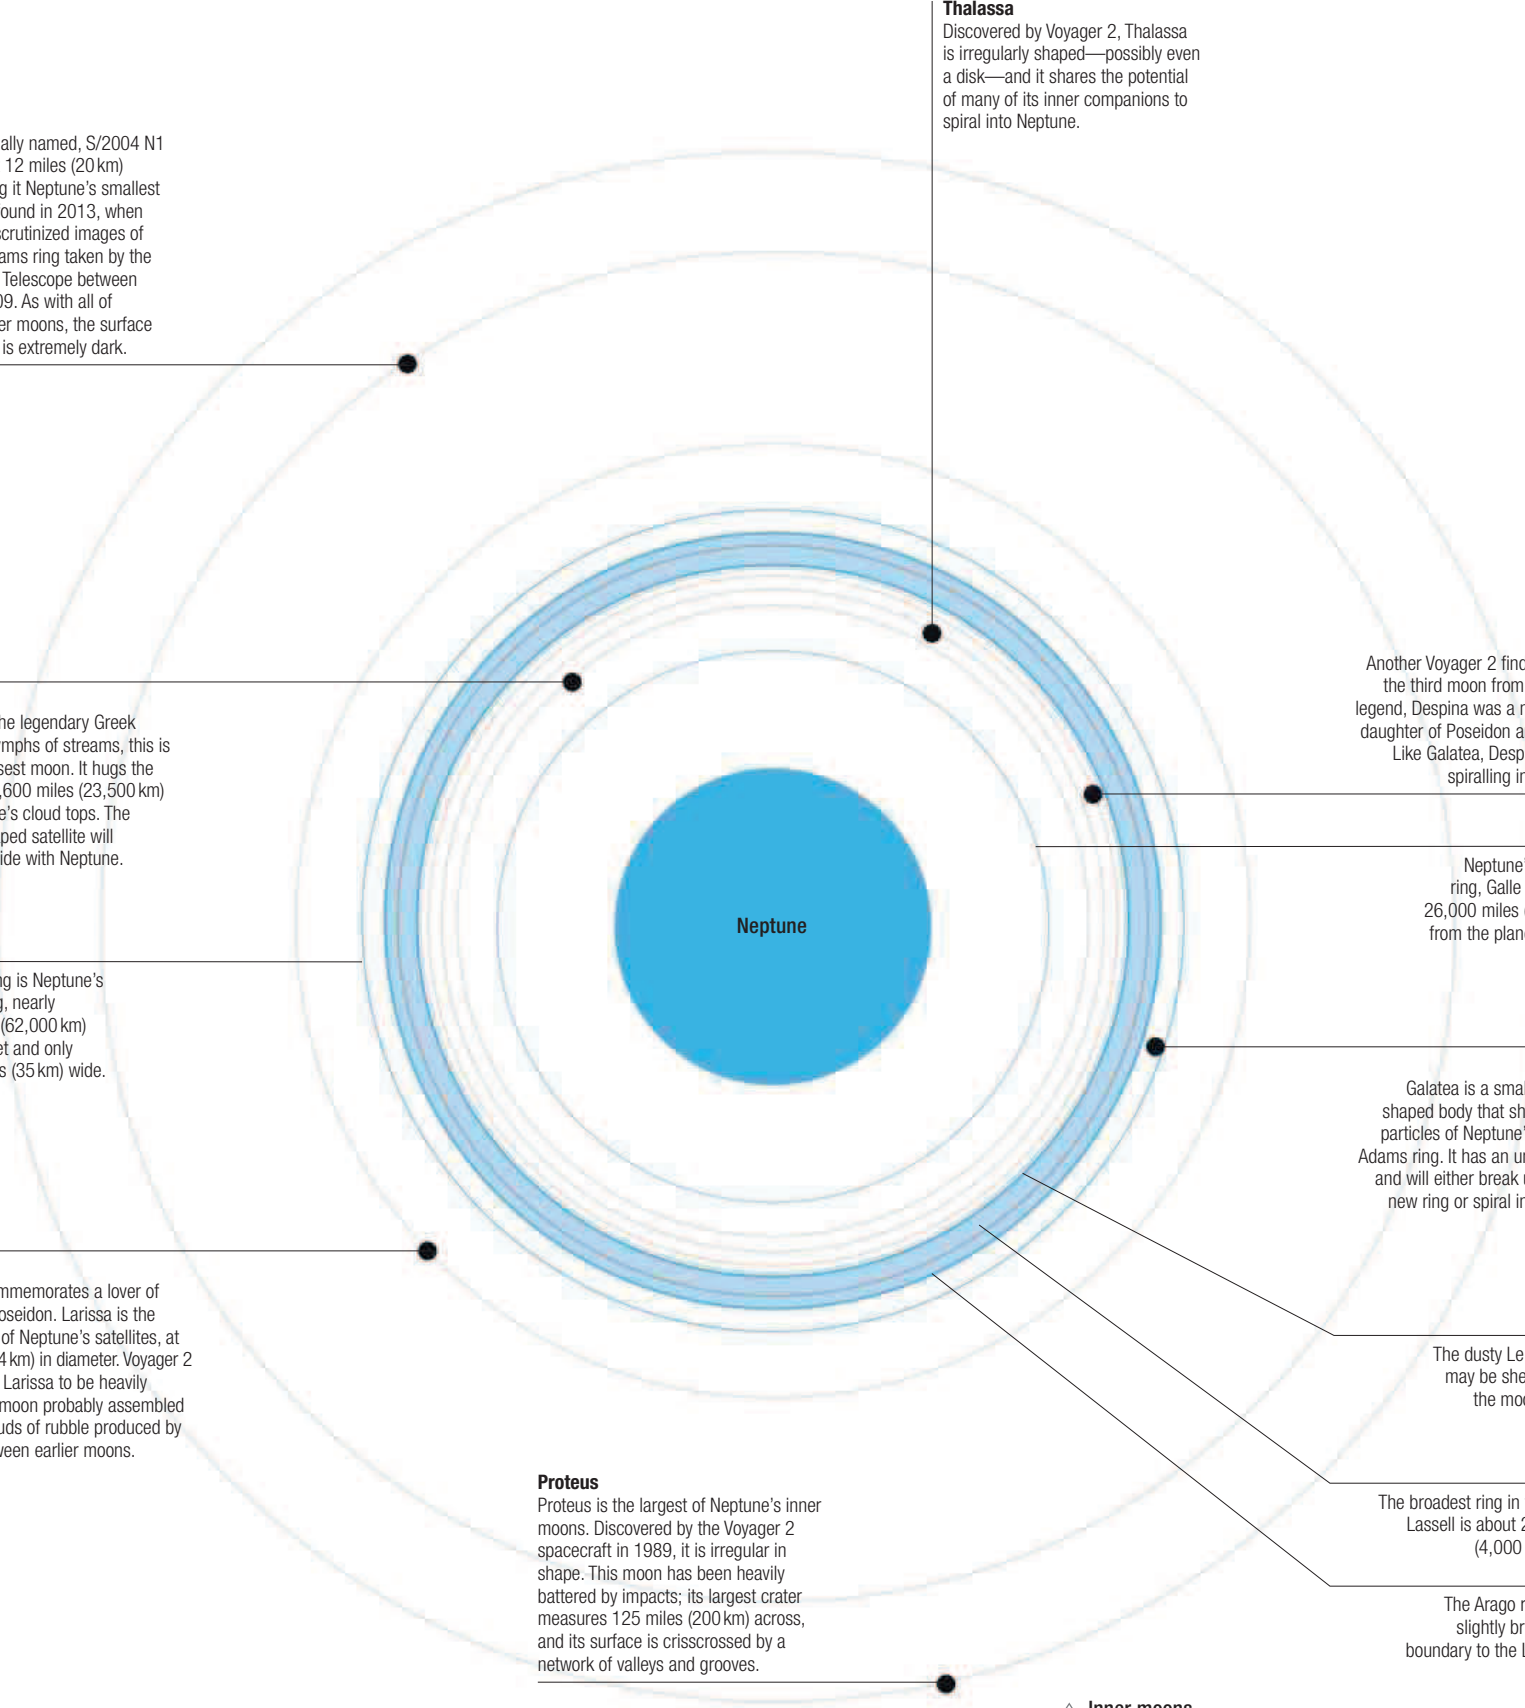 Thalassa
Discovered by Voyager 2, Thalassa
is irregularly shaped—possibly even
a disk—and it shares the potential
of many of its inner companions to
spiral into Neptune.
ally named, S/2004 N1
12 miles (20 km)
g it Neptune’s smallest
ound in 2013, when
scrutinized images of
ams ring taken by the
Telescope between
09. As with all of
er moons, the surface
is extremely dark.
he legendary Greek
mphs of streams, this is
sest moon. It hugs the
,600 miles (23,500 km)
e’s cloud tops. The
ped satellite will
ide with Neptune.
ng is Neptune’s
g, nearly
(62,000 km)
et and only
s (35 km) wide.
mmemorates a lover of
oseidon. Larissa is the
of Neptune’s satellites, at
4 km) in diameter. Voyager 2
Larissa to be heavily
moon probably assembled
uds of rubble produced by
ween earlier moons.
Neptune
Proteus
Proteus is the largest of Neptune’s inner
moons. Discovered by the Voyager 2
spacecraft in 1989, it is irregular in
shape. This moon has been heavily
battered by impacts; its largest crater
measures 125 miles (200 km) across,
and its surface is crisscrossed by a
network of valleys and grooves.
Another Voyager 2 find
the third moon from
legend, Despina was a n
daughter of Poseidon a
Like Galatea, Desp
spiralling in
Neptune’
ring, Galle
26,000 miles (
from the plane
Galatea is a smal
shaped body that sh
particles of Neptune’
Adams ring. It has an un
and will either break u
new ring or spiral in
The dusty Le
may be she
the moo
The broadest ring in
Lassell is about 2
(4,000
The Arago r
slightly br
boundary to the L
Inner moons